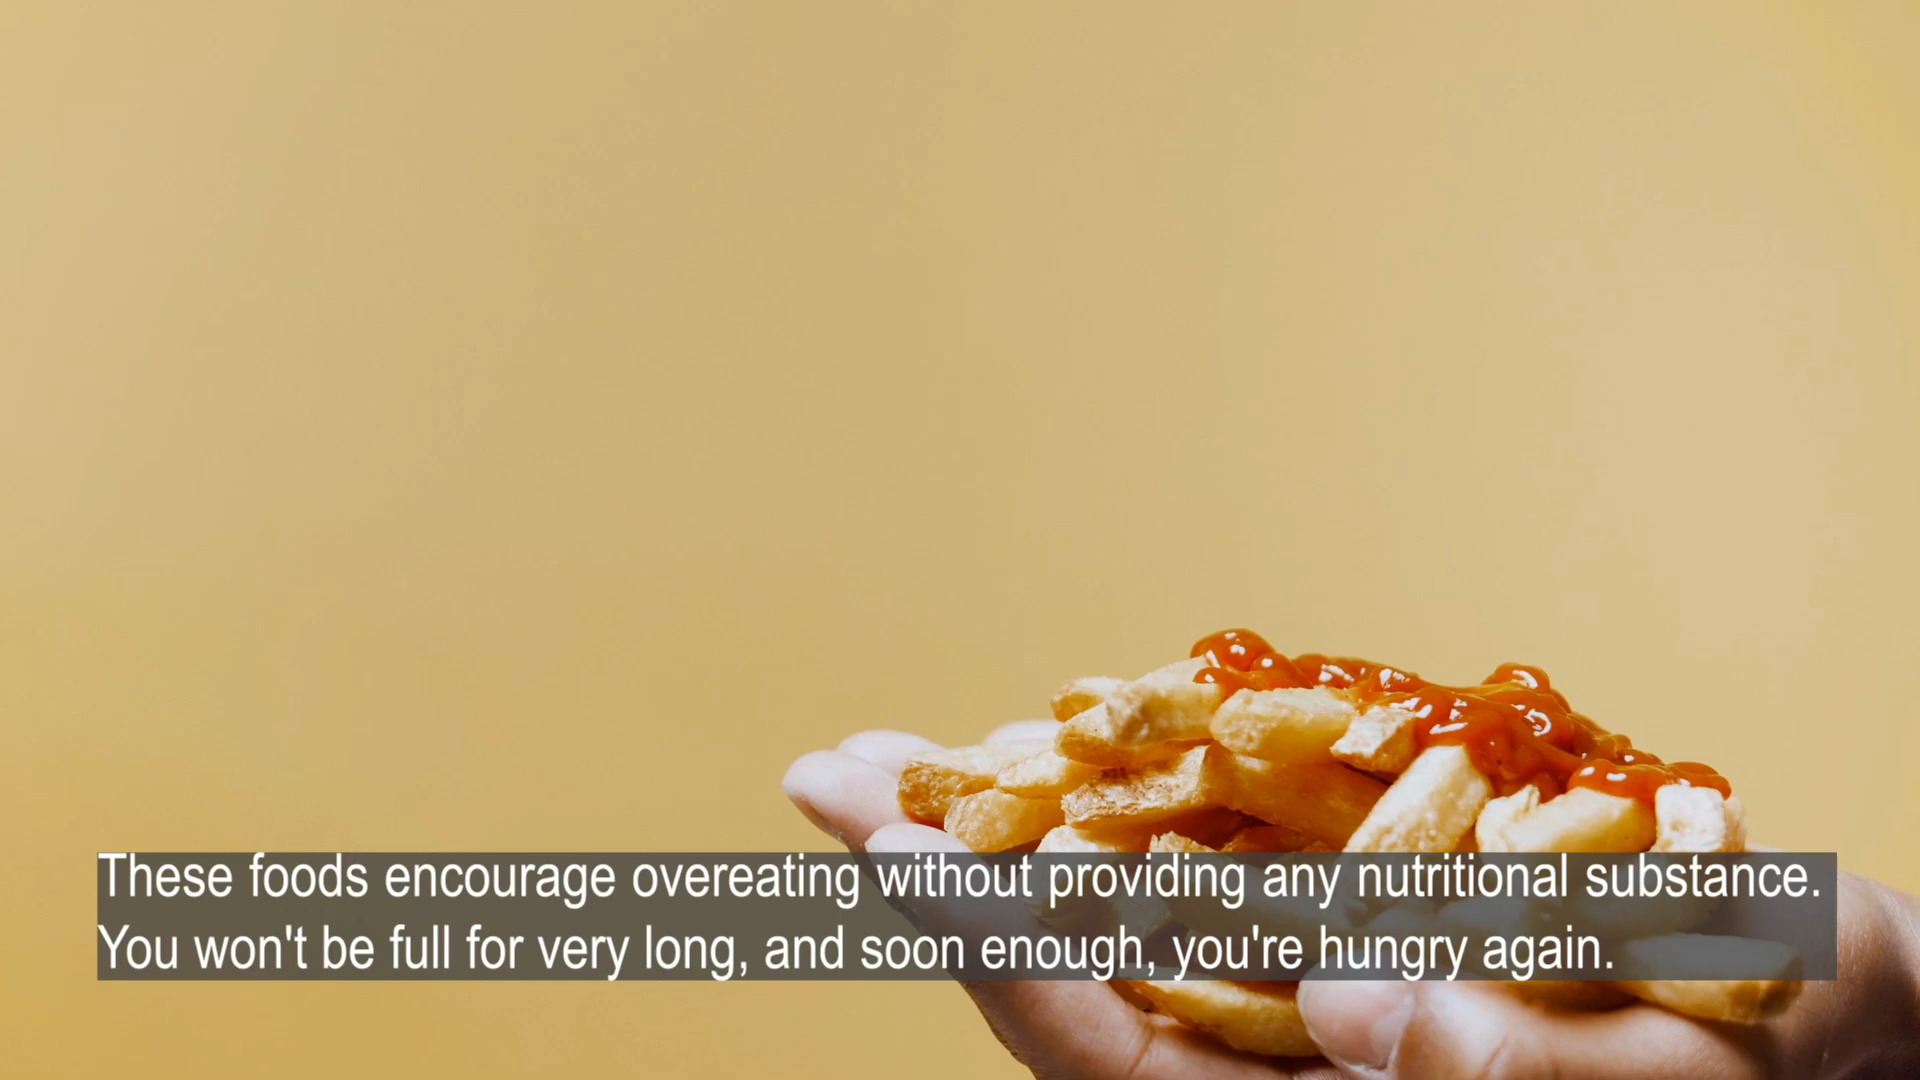 These foods encourage overeating without providing any nutritional substance.
You won't be full for very long, and soon enough, you're hungry again.